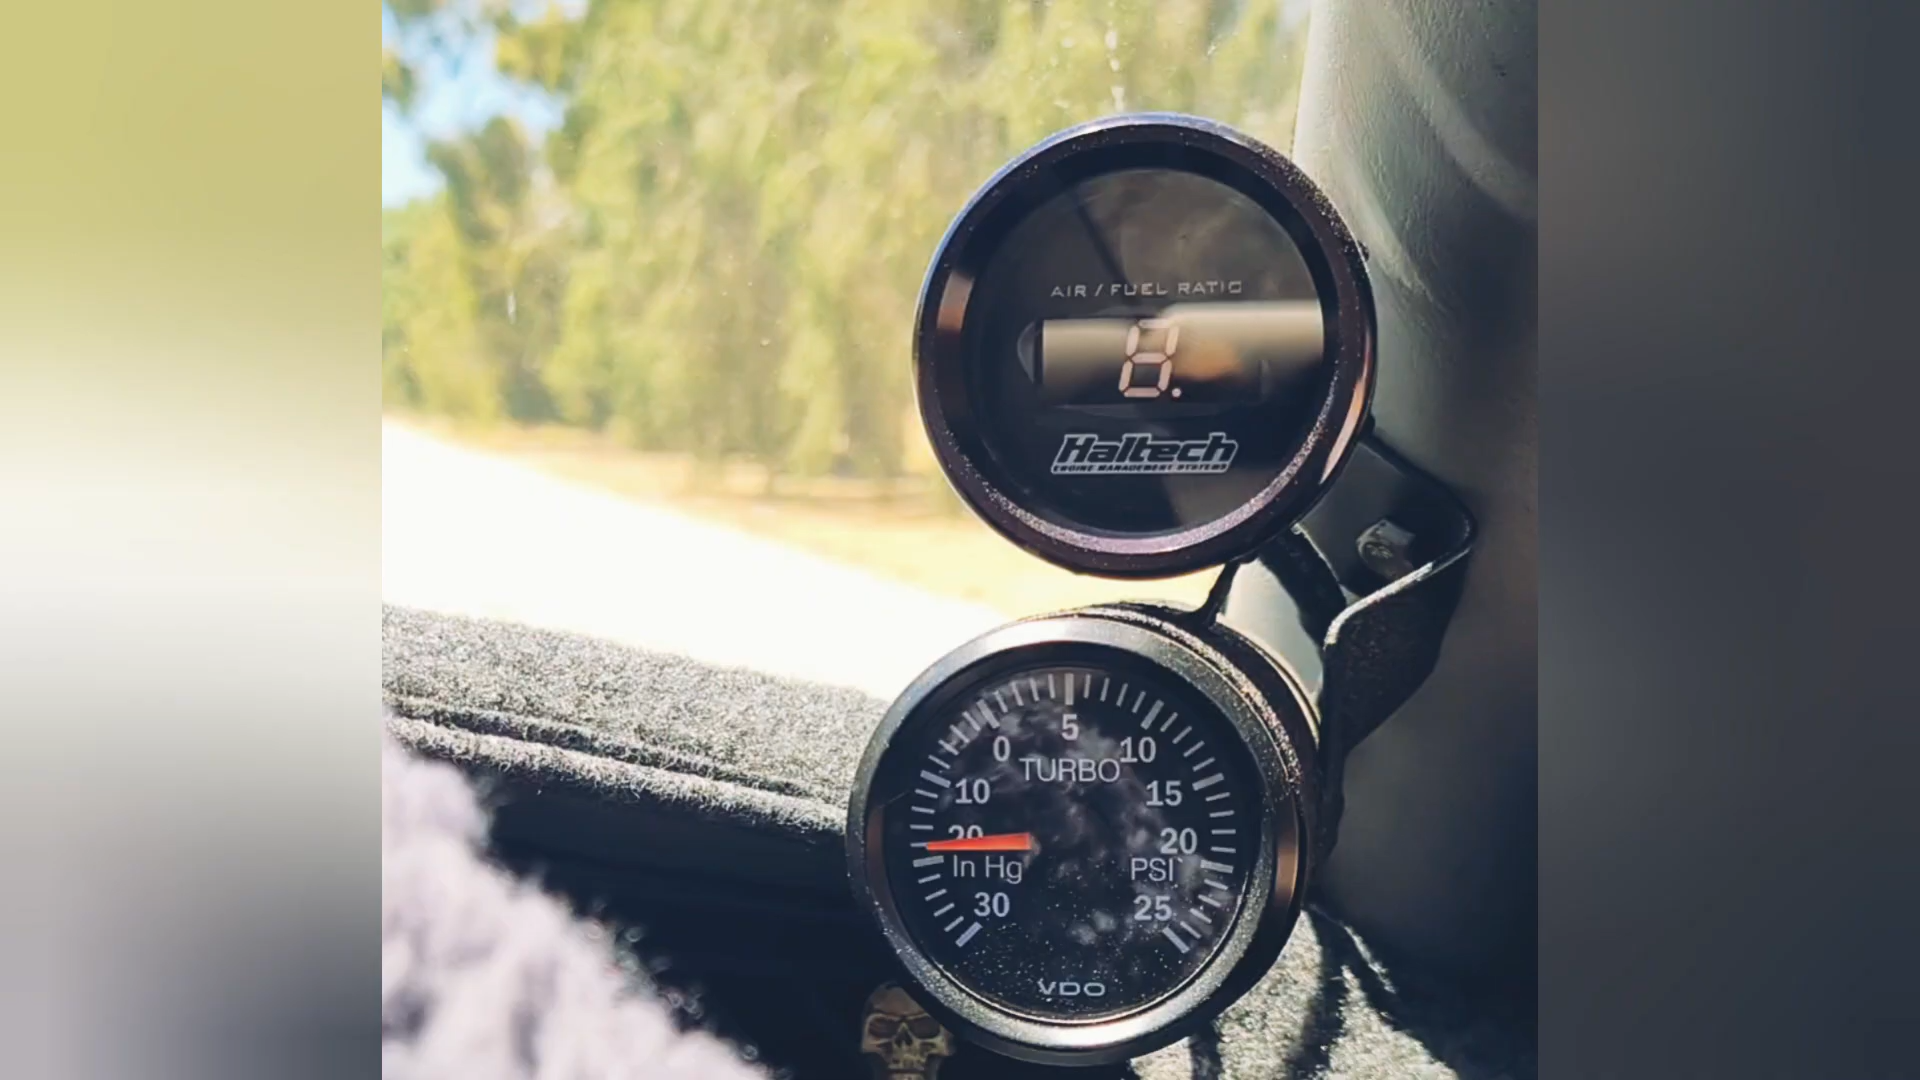 AIR / FUEL RATIO
8.
Haltech
ENGINE MANAGEMENT SYSTEMS
5
0 10
TURBO
10 15
20 20
In Hg PSI
30 25
VDO